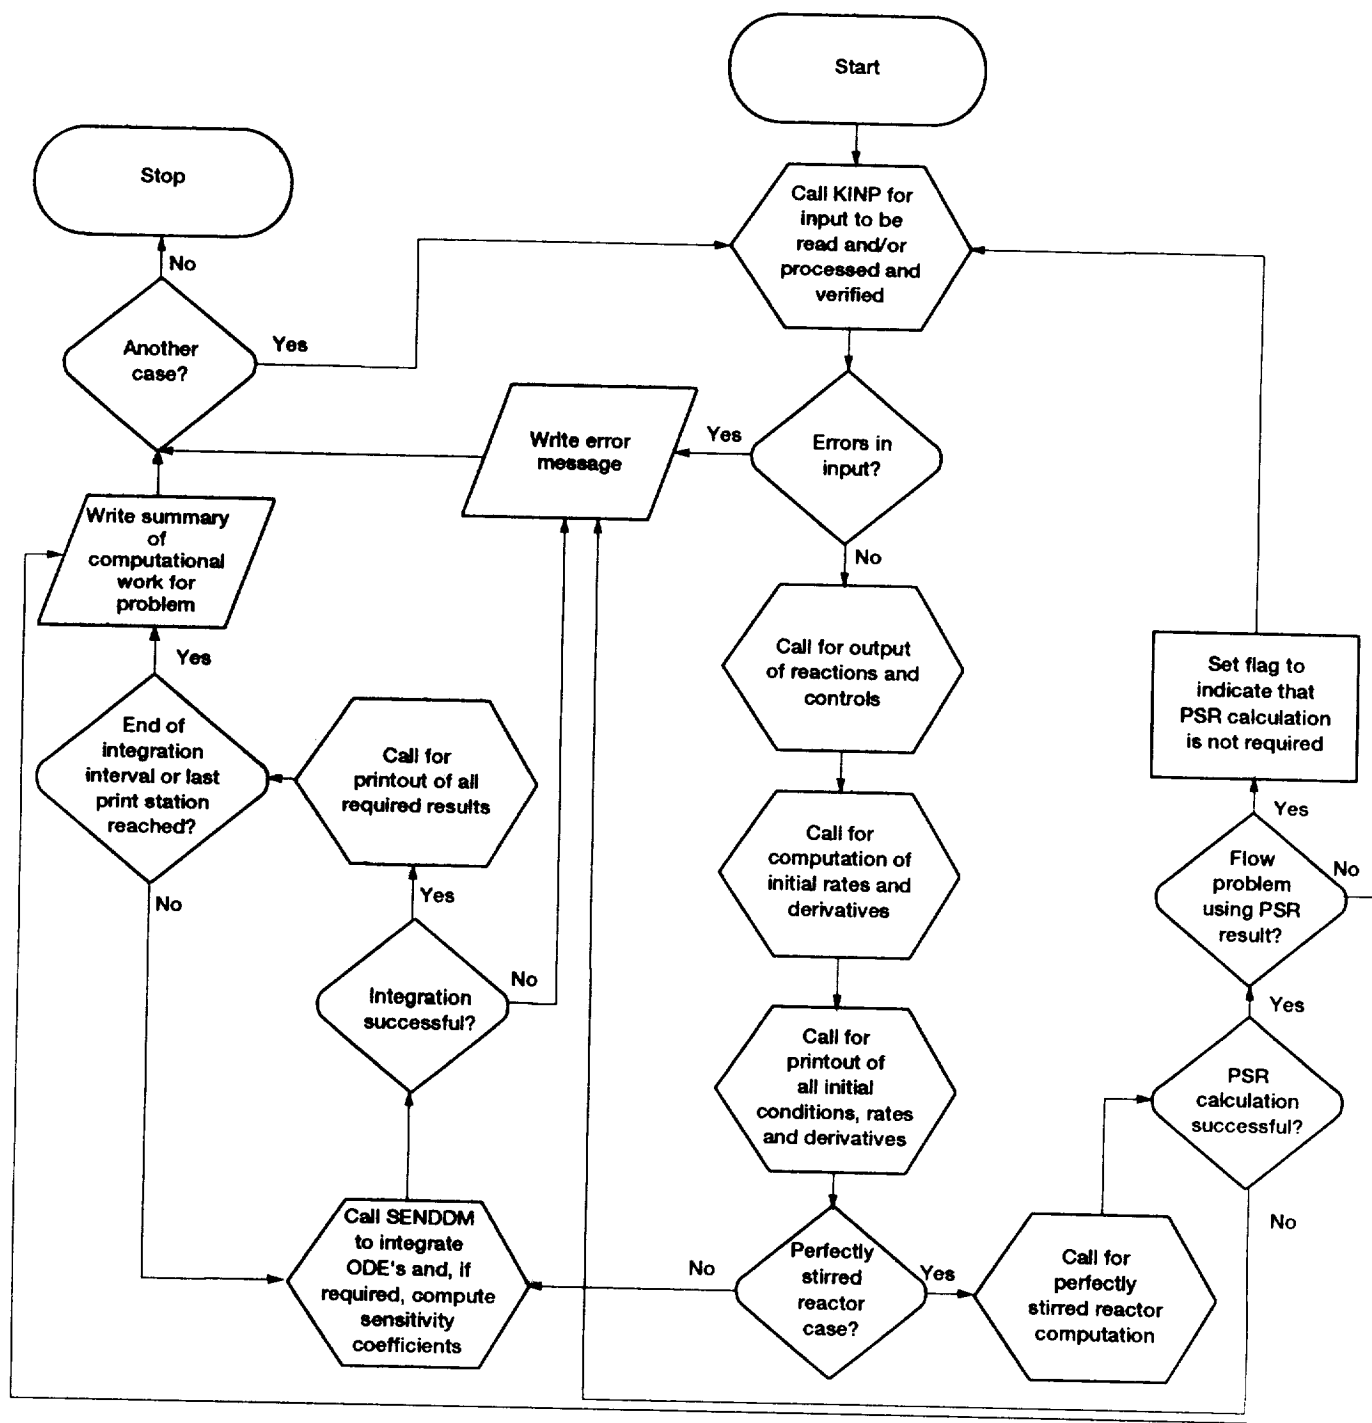 Start
Stop
Call KINP for
input to be
read and/or
processed and
verified
No
Another
case?
Yes
Write error
message
Yes
Errors in
input?
No
Write summary
of
computational
work for
problem
Yes
End of
integration
interval or last
print station
reached?
No
Call for
printout of all
required results
Yes
Integration
successful?
No
Call for output
of reactions and
controls
Call for
computation of
initial rates and
derivatives
Call for
printout of
all initial
conditions, rates
and derivatives
Set flag to
indicate that
PSR calculation
is not required
Yes
Flow
problem
using PSR
result?
No
Yes
PSR
calculation
successful?
No
Call SENDDM
to integrate
ODE's and, if
required, compute
sensitivity
coefficients
No
Perfectly
stirred
reactor
case?
Yes
Call for
perfectly
stirred reactor
computation